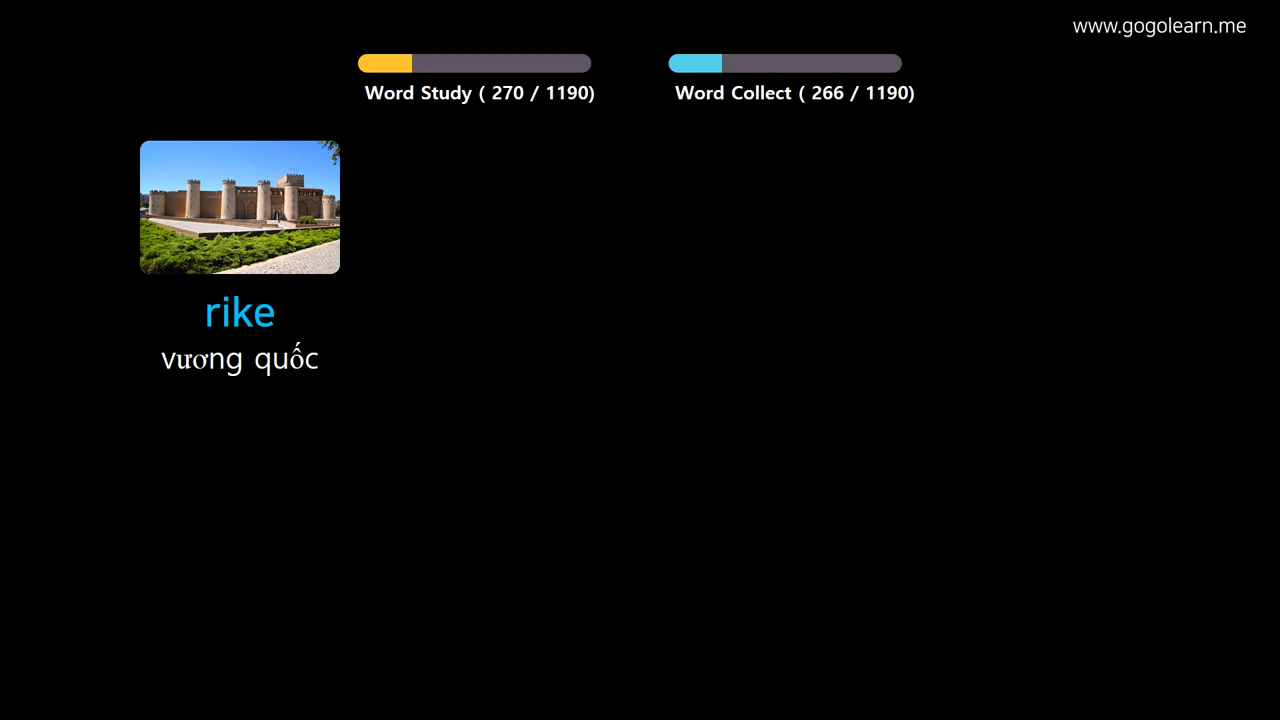 www.gogolearn.me
Word Study ( 270 / 1190)
Word Collect ( 266 / 1190)
rike
vương quốc